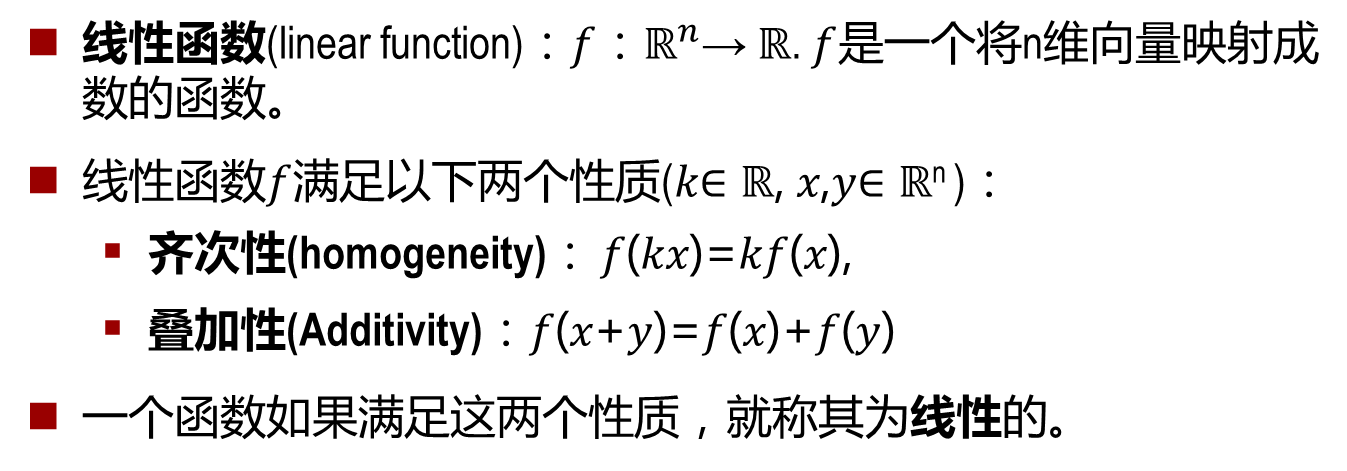 ■ 线性函数(linear function)：𝑓 ：ℝⁿ→ ℝ. 𝑓是一个将n维向量映射成
数的函数。
■ 线性函数𝑓满足以下两个性质(𝑘∈ ℝ, 𝑥,𝑦∈ ℝⁿ )：
▪ 齐次性(homogeneity)： 𝑓(𝑘𝑥)=𝑘𝑓(𝑥),
▪ 叠加性(Additivity)：𝑓(𝑥+𝑦)=𝑓(𝑥)+𝑓(𝑦)
■ 一个函数如果满足这两个性质，就称其为线性的。